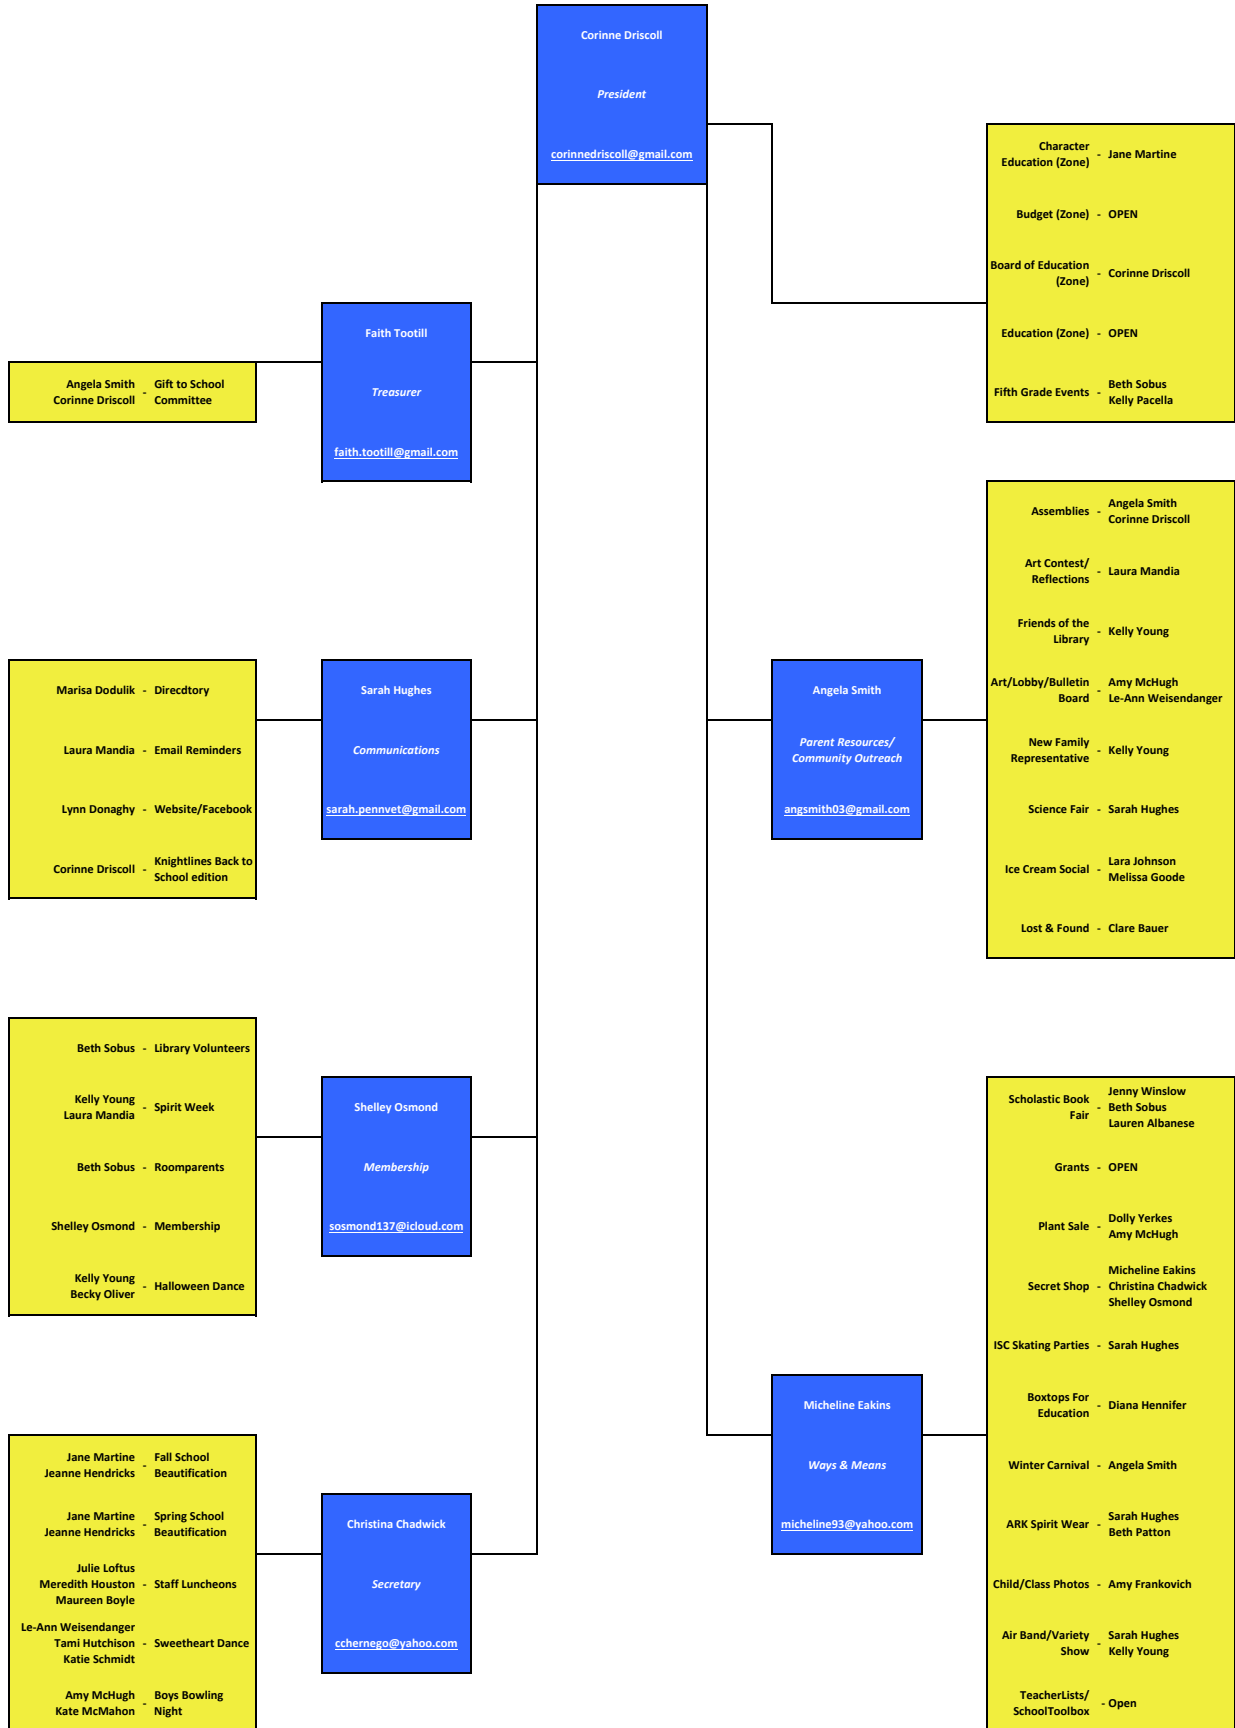 Corinne Driscoll
President
corinnedriscoll@gmail.com
Character
Education (Zone) - Jane Martine
Budget (Zone) - OPEN
Board of Education
(Zone) - Corinne Driscoll
Education (Zone) - OPEN
Fifth Grade Events - Beth Sobus
Kelly Pacella
Faith Tootill
Treasurer
faith.tootill@gmail.com
Angela Smith
Corinne Driscoll - Gift to School
Committee
Assemblies - Angela Smith
Corinne Driscoll
Art Contest/
Reflections - Laura Mandia
Friends of the
Library - Kelly Young
Art/Lobby/Bulletin
Board - Amy McHugh
Le-Ann Weisendanger
New Family
Representative - Kelly Young
Science Fair - Sarah Hughes
Ice Cream Social - Lara Johnson
Melissa Goode
Lost & Found - Clare Bauer
Angela Smith
Parent Resources/
Community Outreach
angsmith03@gmail.com
Marisa Dodulik - Direcdtory
Laura Mandia - Email Reminders
Lynn Donaghy - Website/Facebook
Corinne Driscoll - Knightlines Back to
School edition
Sarah Hughes
Communications
sarah.pennvet@gmail.com
Beth Sobus - Library Volunteers
Kelly Young
Laura Mandia - Spirit Week
Beth Sobus - Roomparents
Shelley Osmond - Membership
Kelly Young
Becky Oliver - Halloween Dance
Shelley Osmond
Membership
sosmond137@icloud.com
Scholastic Book
Fair - Jenny Winslow
Beth Sobus
Lauren Albanese
Grants - OPEN
Plant Sale - Dolly Yerkes
Amy McHugh
Secret Shop - Micheline Eakins
Christina Chadwick
Shelley Osmond
ISC Skating Parties - Sarah Hughes
Boxtops For
Education - Diana Hennifer
Winter Carnival - Angela Smith
ARK Spirit Wear - Sarah Hughes
Beth Patton
Child/Class Photos - Amy Frankovich
Air Band/Variety
Show - Sarah Hughes
Kelly Young
TeacherLists/
SchoolToolbox - Open
Micheline Eakins
Ways & Means
micheline93@yahoo.com
Jane Martine
Jeanne Hendricks - Fall School
Beautification
Jane Martine
Jeanne Hendricks - Spring School
Beautification
Julie Loftus
Meredith Houston - Staff Luncheons
Maureen Boyle
Le-Ann Weisendanger
Tami Hutchison - Sweetheart Dance
Katie Schmidt
Amy McHugh
Kate McMahon - Boys Bowling
Night
Christina Chadwick
Secretary
cchernego@yahoo.com